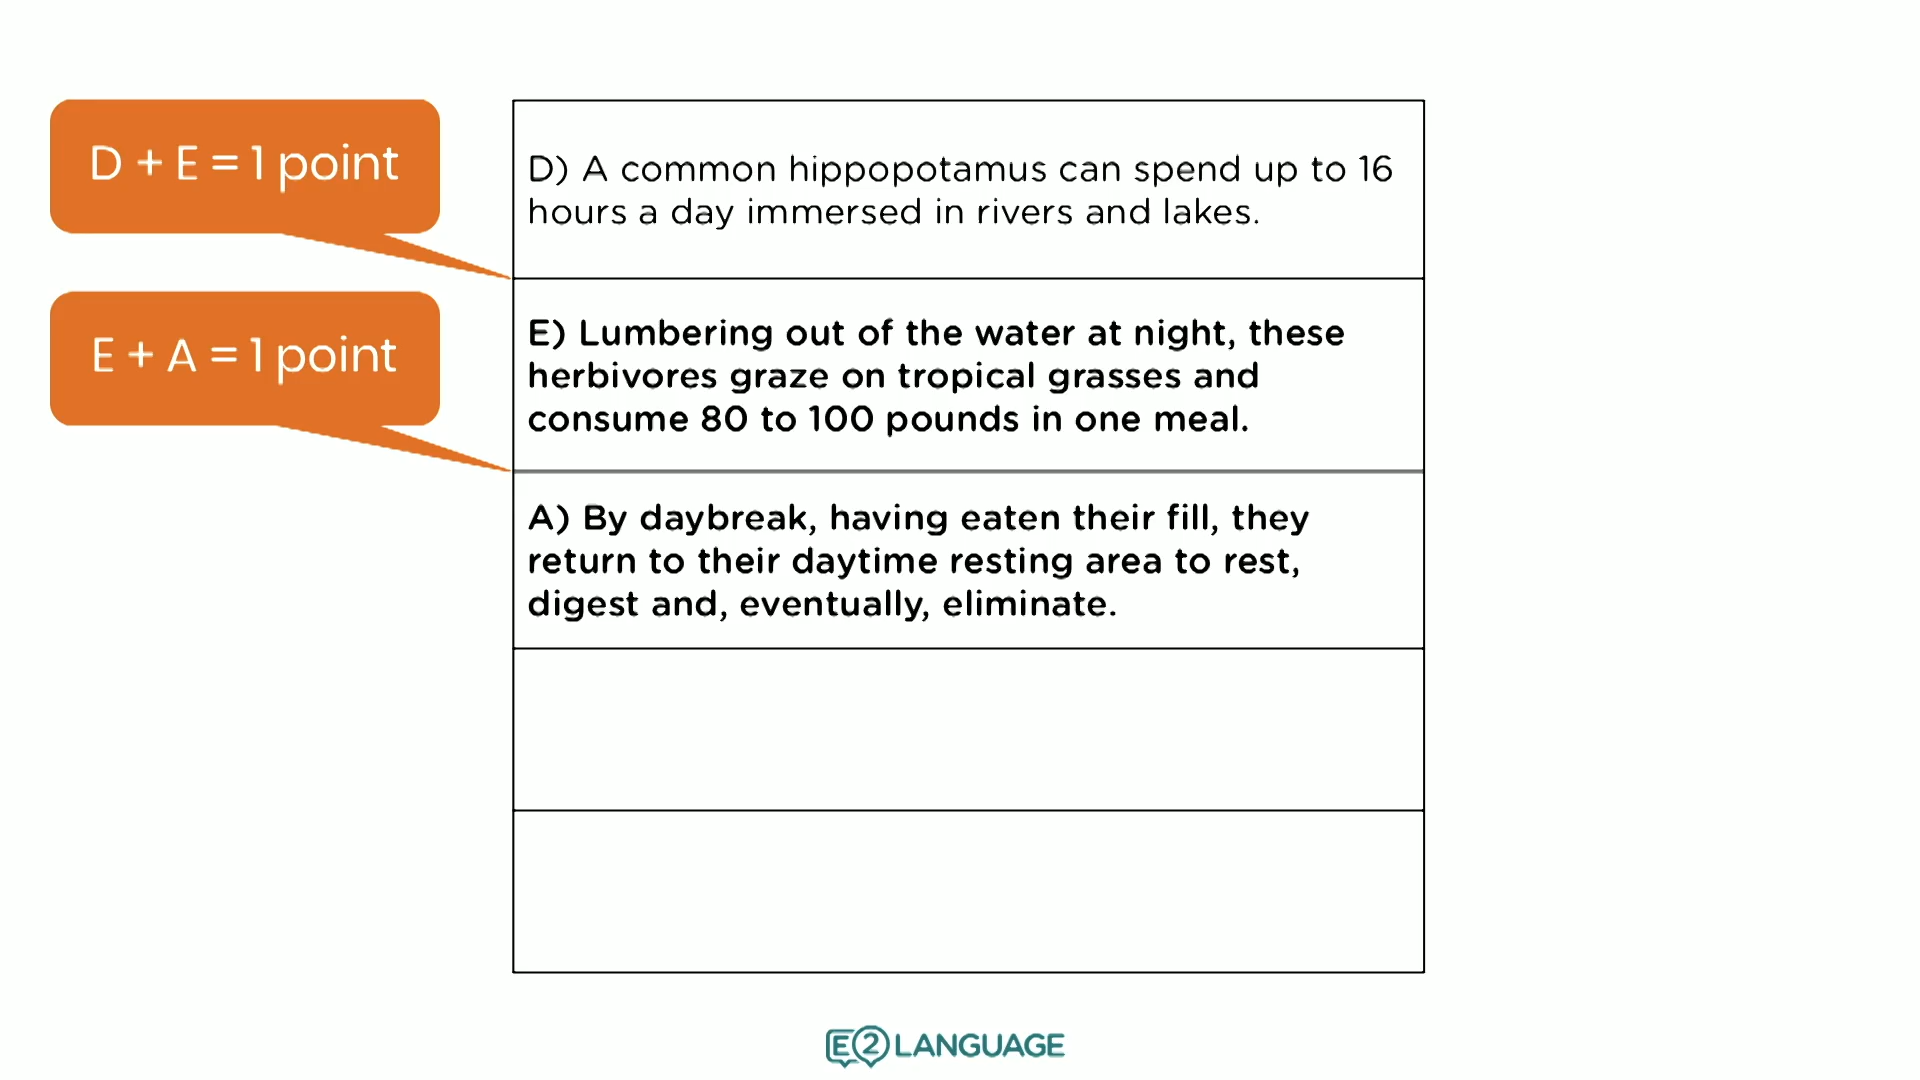 D + E = 1 point
D) A common hippopotamus can spend up to 16
hours a day immersed in rivers and lakes.
E + A = 1 point
E) Lumbering out of the water at night, these
herbivores graze on tropical grasses and
consume 80 to 100 pounds in one meal.
A) By daybreak, having eaten their fill, they
return to their daytime resting area to rest,
digest and, eventually, eliminate.
E2 LANGUAGE